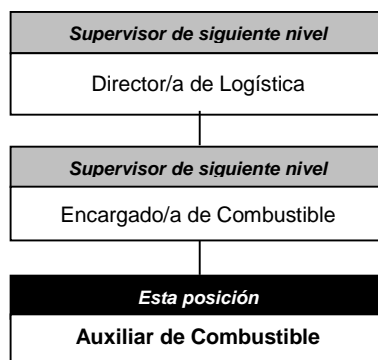 Supervisor de siguiente nivel
Director/a de Logística
Supervisor de siguiente nivel
Encargado/a de Combustible
Esta posición
Auxiliar de Combustible